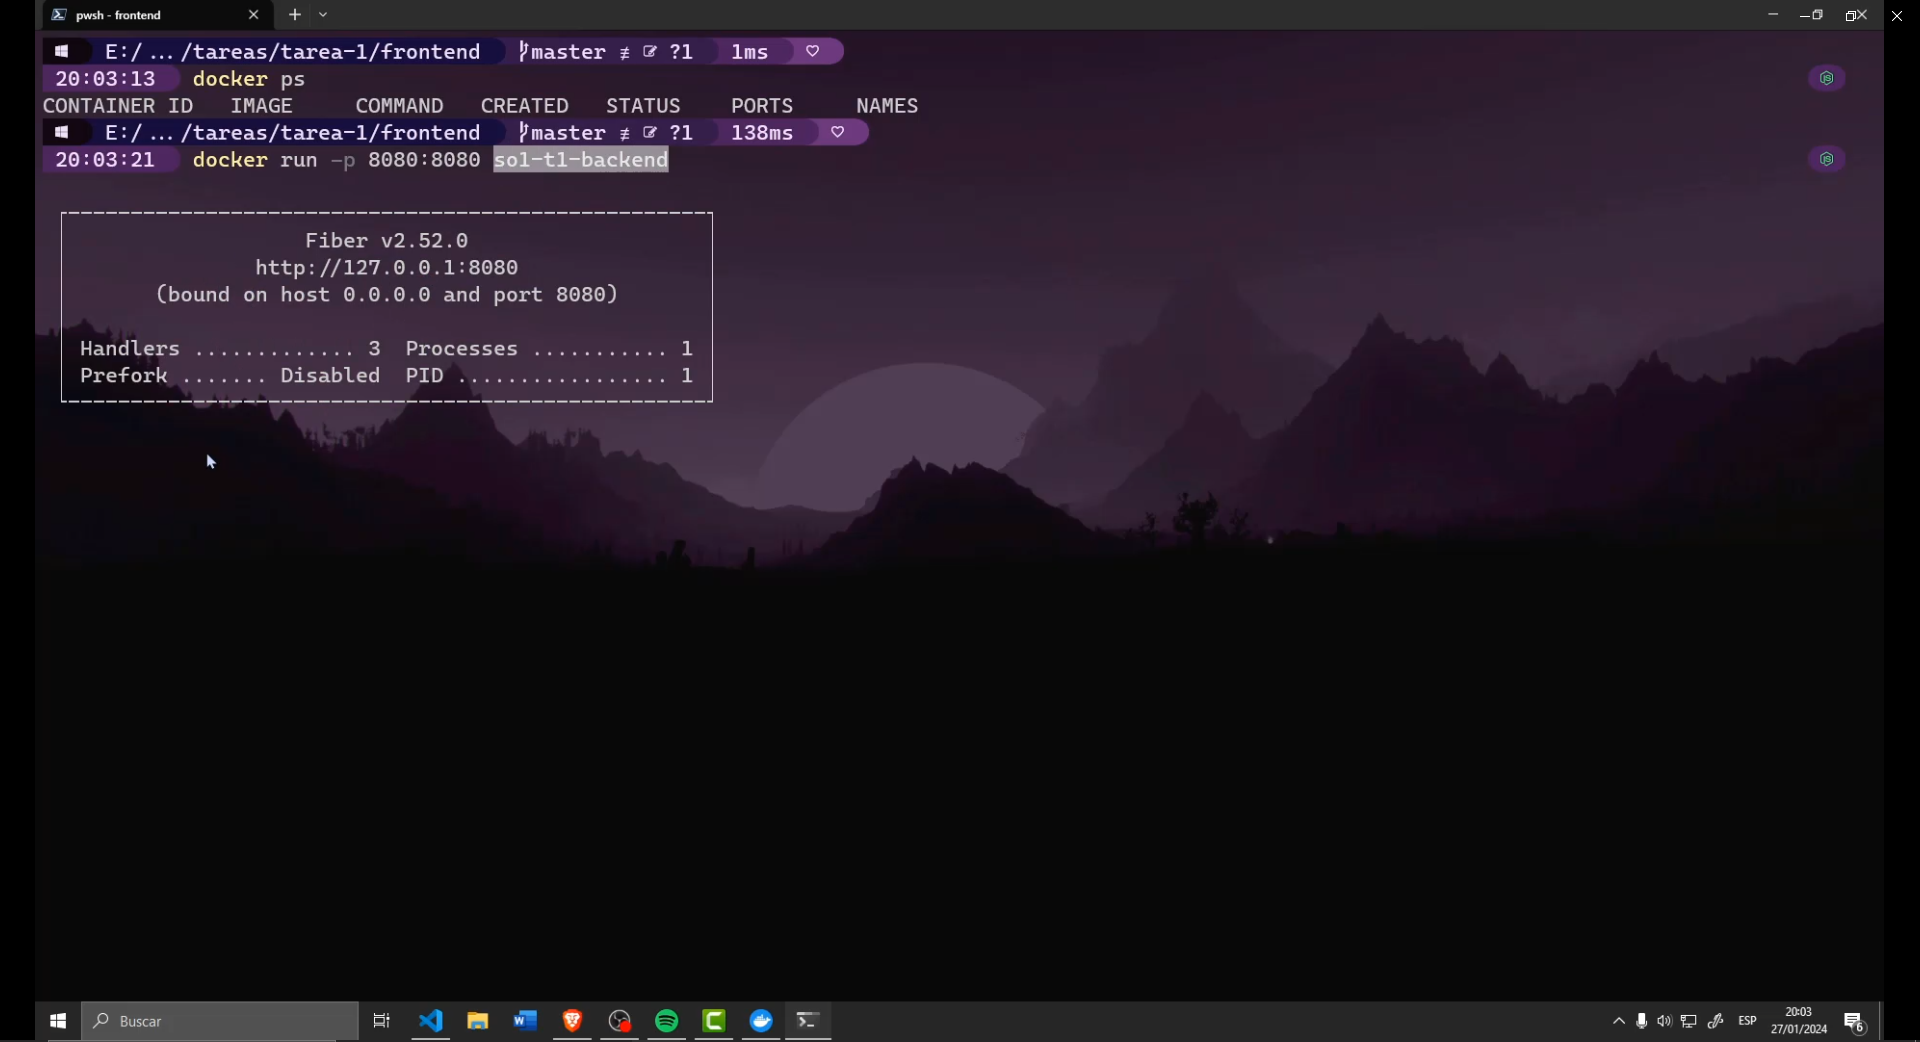 pwsh - frontend
E:/ ... /tareas/tarea-1/frontend master ≢ ?1 1ms
20:03:13 docker ps
CONTAINER ID IMAGE COMMAND CREATED STATUS PORTS NAMES
E:/ ... /tareas/tarea-1/frontend master ≢ ?1 138ms
20:03:21 docker run -p 8080:8080 so1-t1-backend
Fiber v2.52.0
http://127.0.0.1:8080
(bound on host 0.0.0.0 and port 8080)
Handlers ............. 3 Processes ........... 1
Prefork ....... Disabled PID ................. 1
Buscar
ESP
20:03
27/01/2024
6